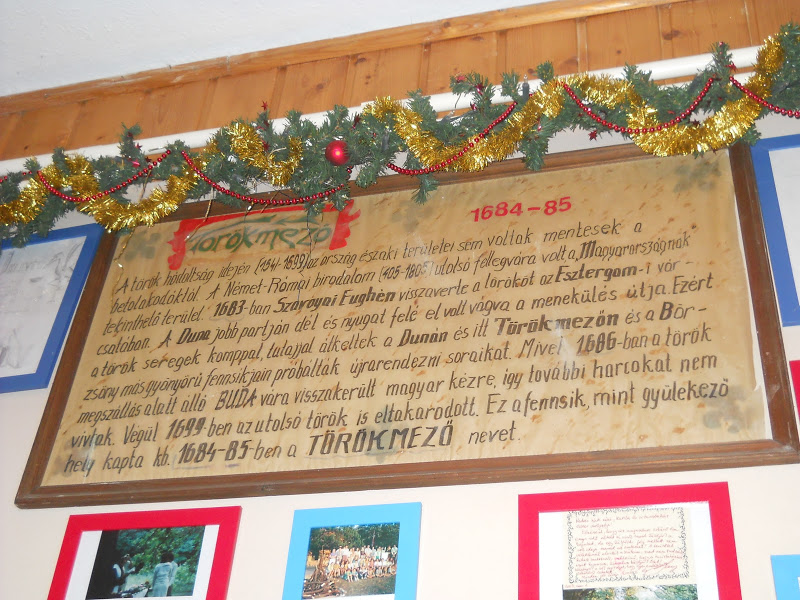 Törökmező
1684-85
A török hódoltság idején (1541-1699) az ország északi területei sem voltak mentesek a
betolakodóktól. A Német-Római birodalom (405-1805) utolsó fellegvára volt a, Magyarországnak
tekinthető terület. 1683-ban Szavojai Eughén visszaverte a törököt az Esztergom-i vár-
csatában. A Duna jobb partján dél és nyugat felé el volt vágva a menekülés útja. Ezért
a török seregek komppal, tutajjal átkeltek a Dunán és itt Törökmezőn és a Bör-
zsöny más gyönyörű fennsíkjain próbálták újrarendezni soraikat. Mivel 1686-ban a török
megszállás alatt álló BUDA vára visszakerült magyar kézre, így további harcokat nem
vívtak. Végül 1699-ben az utolsó török is eltakarodott. Ez a fennsík, mint gyülekező
hely kapta kb. 1684-85-ben a TÖRÖKMEZŐ nevet.